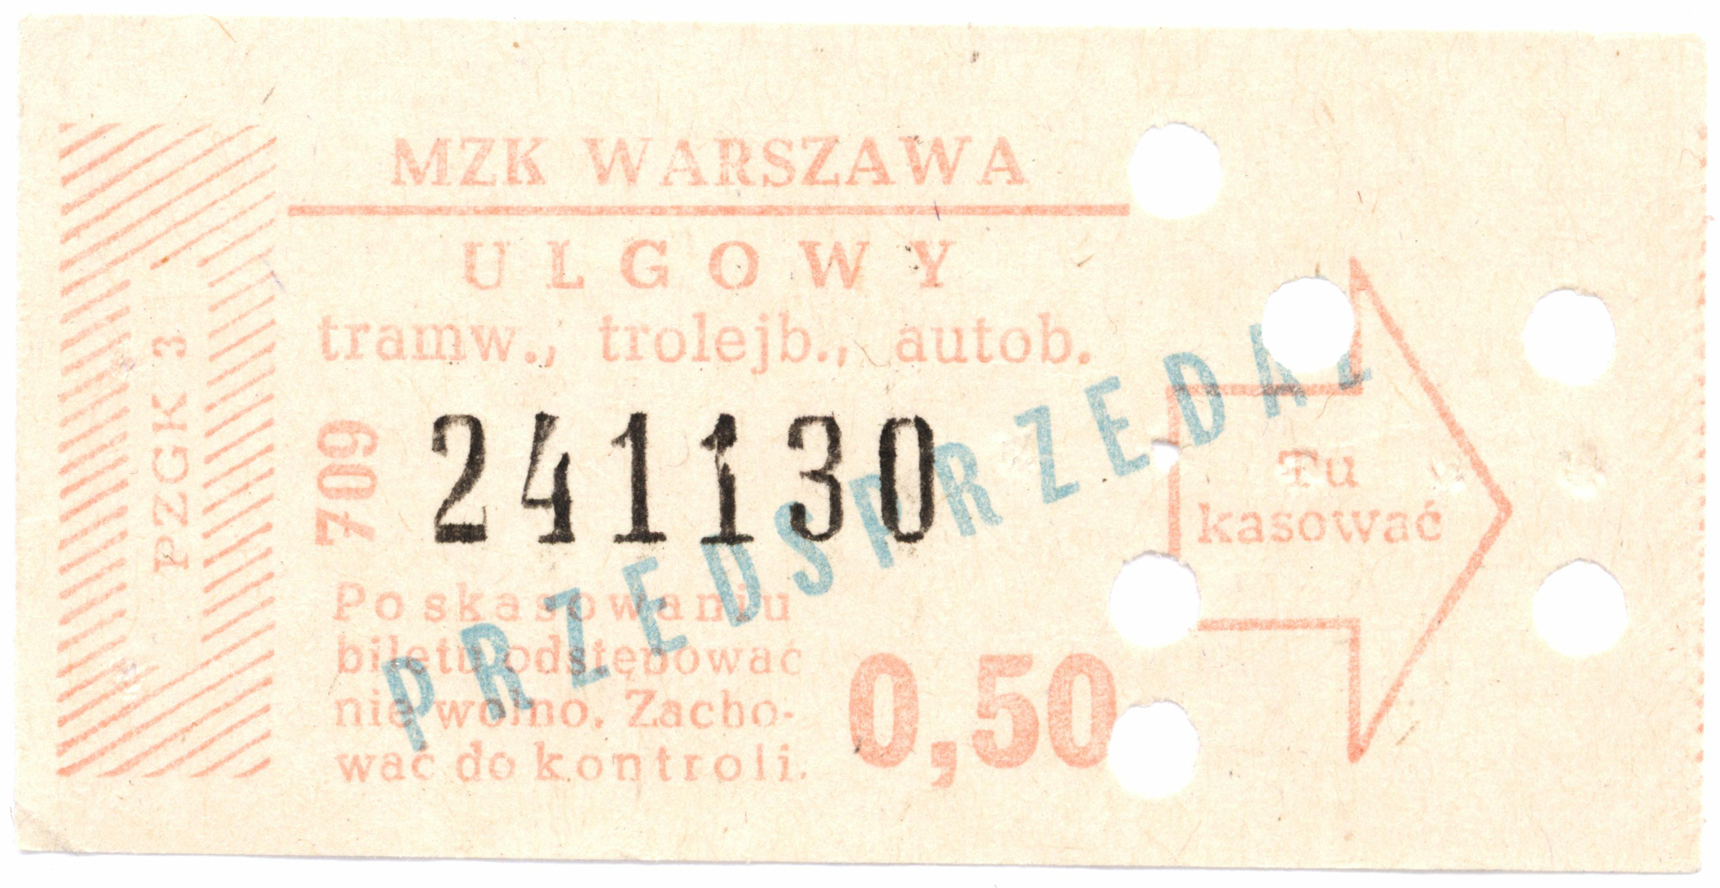 MZK WARSZAWA
ULGOWY
tramw., trolejb., autob.
PZGK 3
709
241130
PRZEDSPRZEDAŻ
Po skasowaniu
biletu odstępować
nie wolno. Zacho-
wać do kontroli.
0,50
Tu
kasować